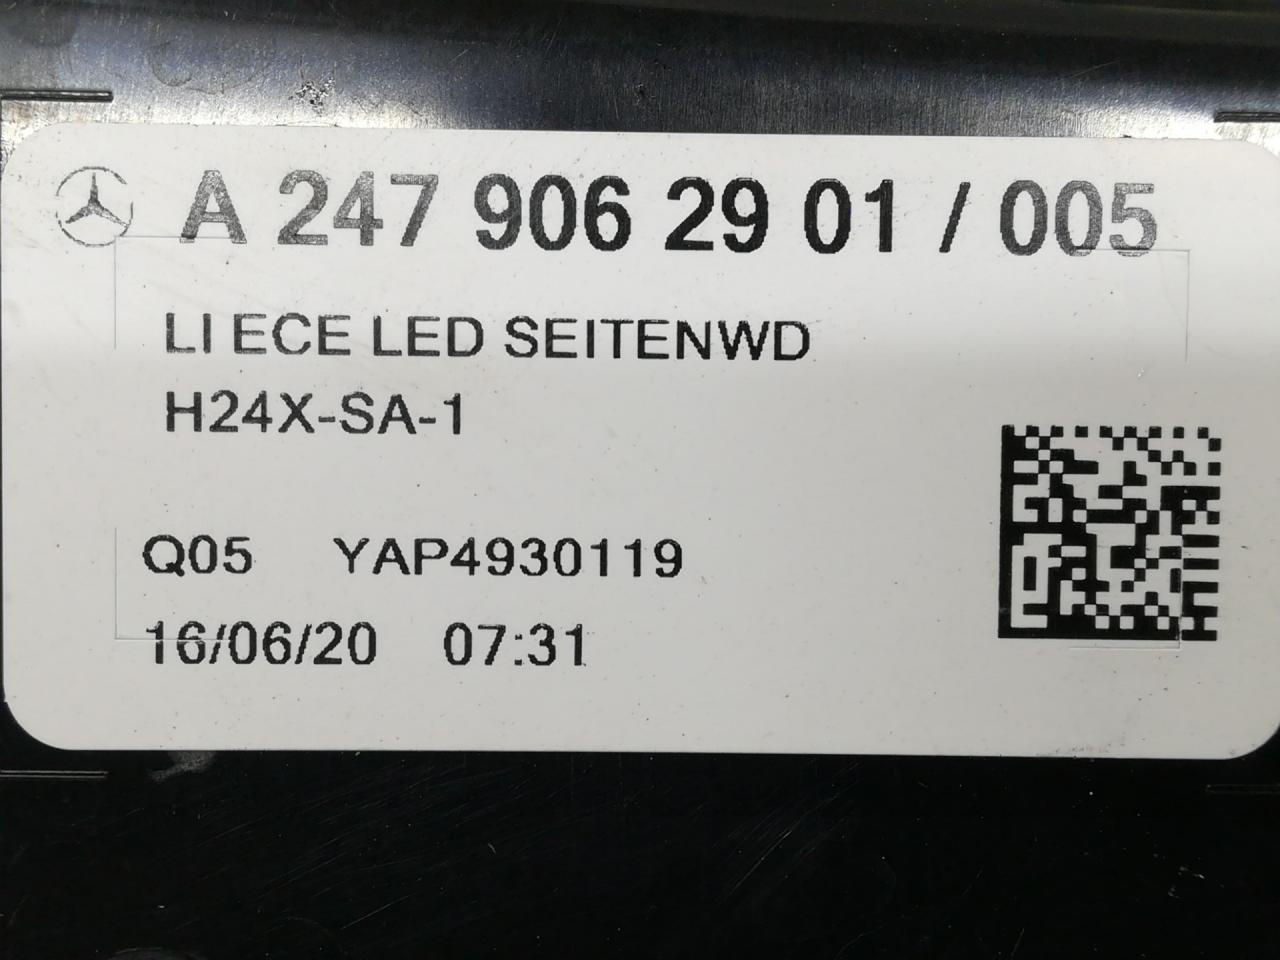 A 247 906 29 01 / 005
LI ECE LED SEITENWD
H24X-SA-1
Q05 YAP4930119
16/06/20 07:31